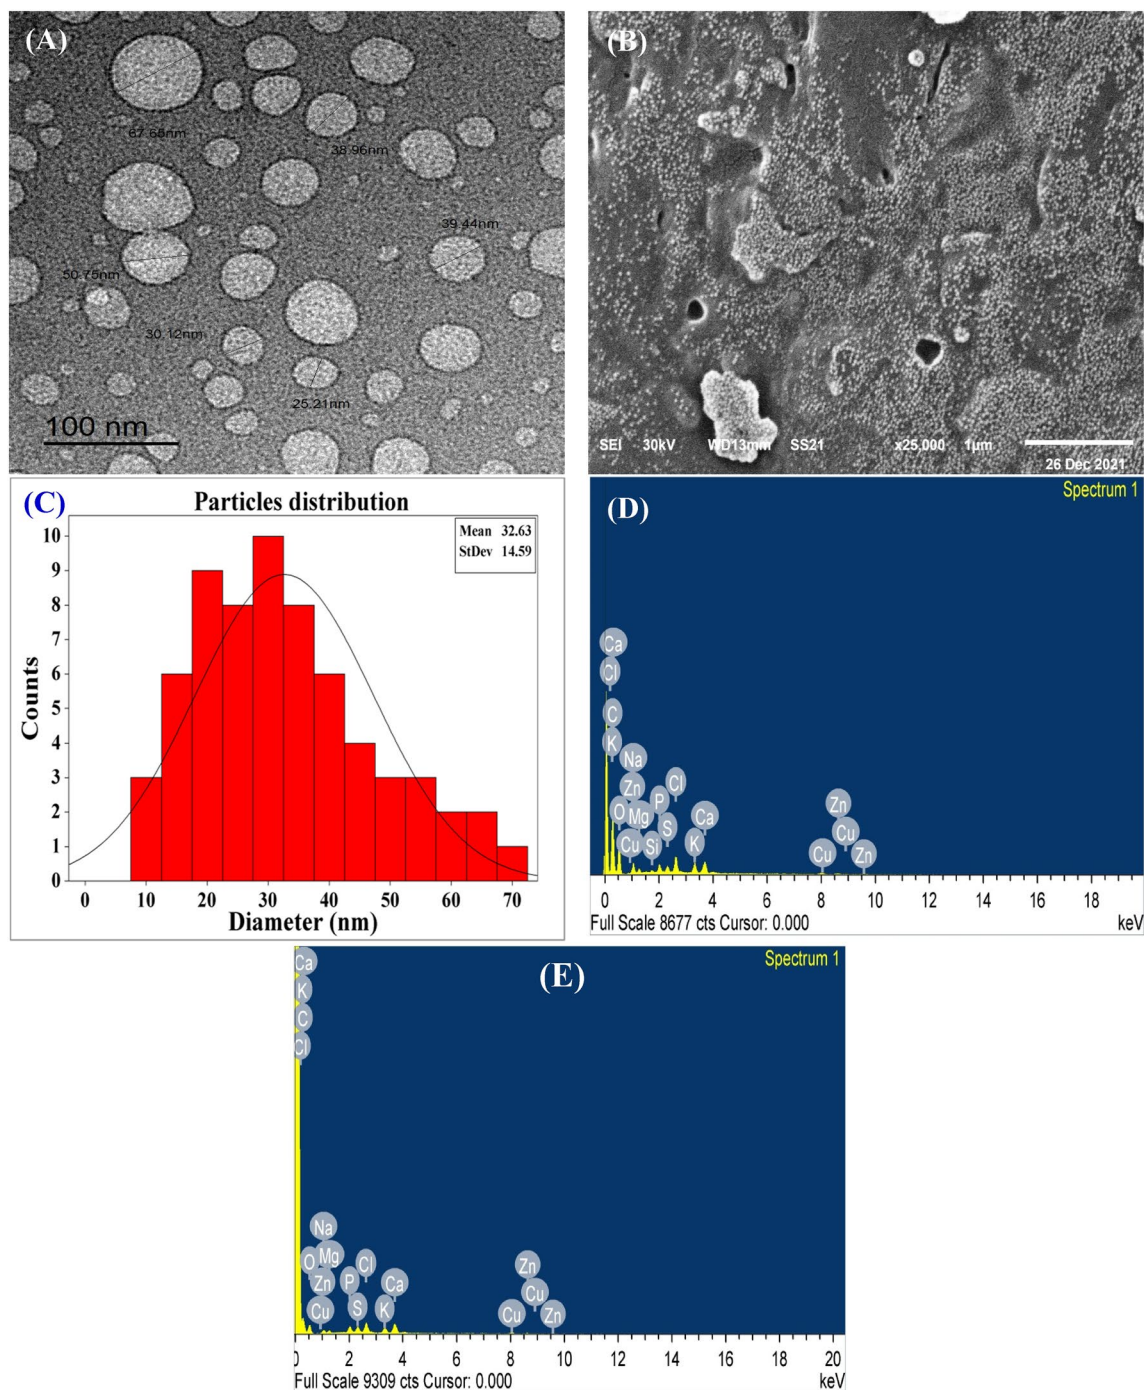 (A)
67.65nm
38.96nm
39.44nm
50.75nm
30.12nm
25.21nm
100 nm
(B)
SEI 30kV WD13mm SS21 x25,000 1µm
26 Dec 2021
(C)
Particles distribution
Mean 32.63
StDev 14.59
Counts
10
9
8
7
6
5
4
3
2
1
0
0 10 20 30 40 50 60 70
Diameter (nm)
(D)
Spectrum 1
Ca
Cl
C
K
Na
Zn
O Mg P Cl Ca
Cu Si S K
Zn
Cu
Cu Zn
0 2 4 6 8 10 12 14 16 18
Full Scale 8677 cts Cursor: 0.000 keV
(E)
Spectrum 1
Ca
K
C
Cl
Na
O Mg Cl
Zn P Ca
Cu S K
Zn
Cu
Cu Zn
0 2 4 6 8 10 12 14 16 18 20
Full Scale 9309 cts Cursor: 0.000 keV